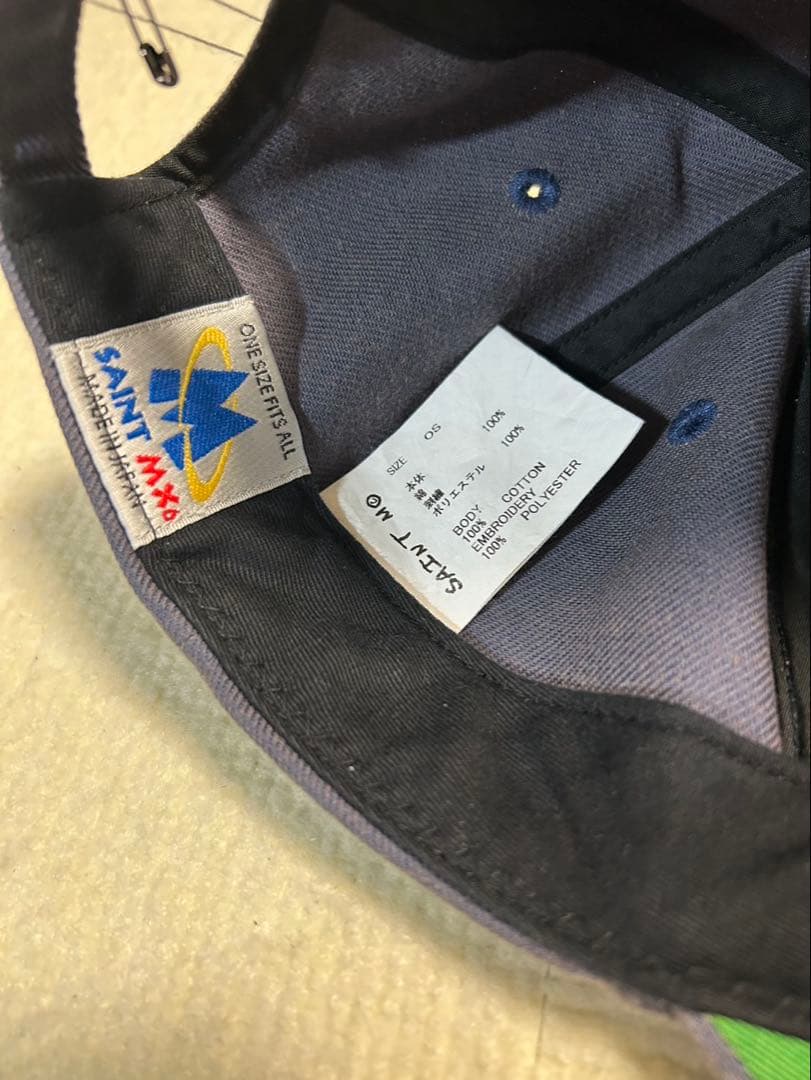 ONE SIZE FITS ALL
SAINT MX6
MADE IN JAPAN
SIZE OS
本体
綿 100%
刺繍
ポリエステル 100%
BODY COTTON
100%
EMBROIDERY
100% POLYESTER
SAINT M